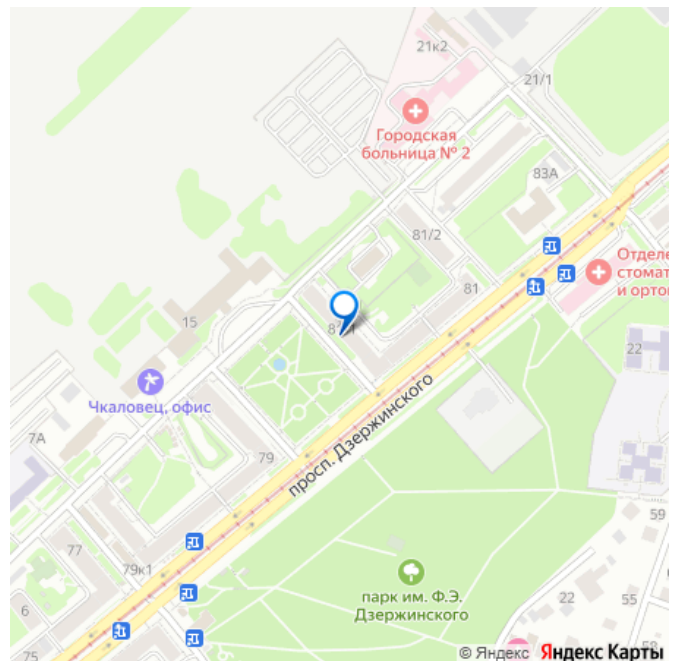 21к2
21/1
Городская
больница № 2
83А
81/2
Отделе
стомат
и орто
81
15
22
Чкаловец, офис
7А
79
просп. Дзержинского
59
77
79к1
парк им. Ф.Э.
Дзержинского
22
55
6
75
© Яндекс Яндекс Карты